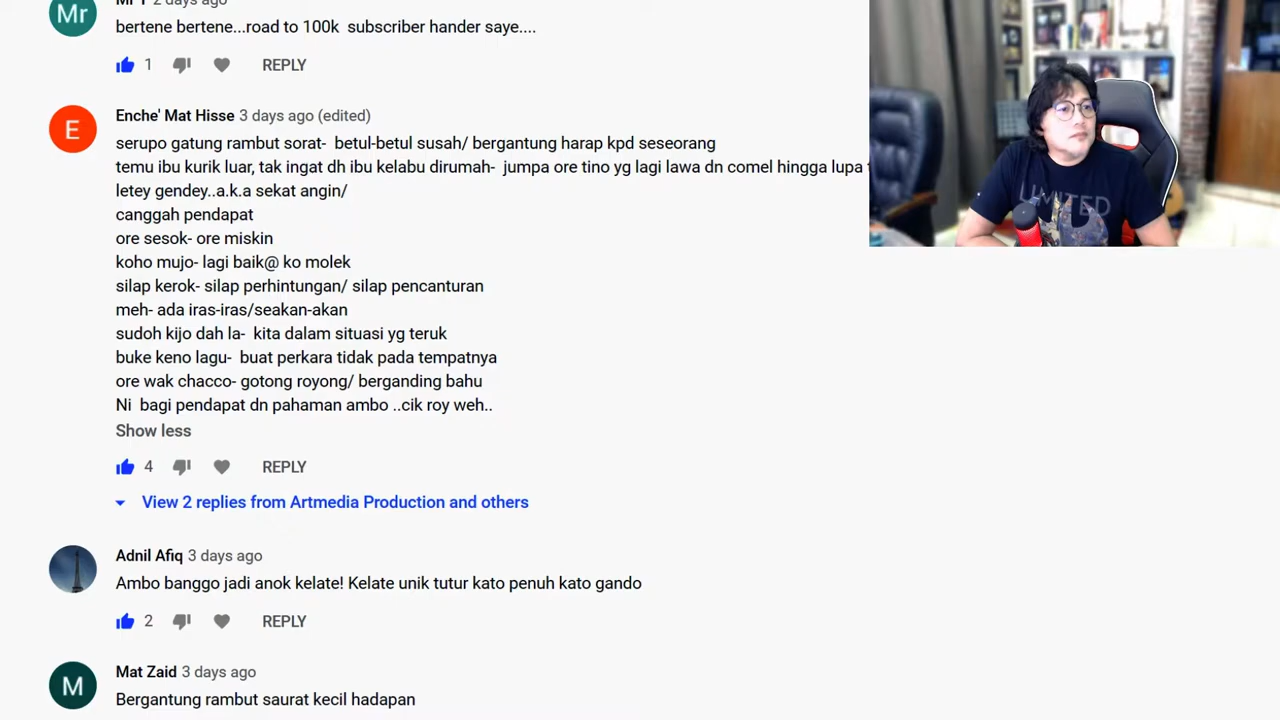 Mr
2 days ago
bertene bertene...road to 100k subscriber hander saye....
1 REPLY
E
Enche' Mat Hisse 3 days ago (edited)
serupo gatung rambut sorat- betul-betul susah/ bergantung harap kpd seseorang
temu ibu kurik luar, tak ingat dh ibu kelabu dirumah- jumpa ore tino yg lagi lawa dn comel hingga lupa
letey gendey..a.k.a sekat angin/
canggah pendapat
ore sesok- ore miskin
koho mujo- lagi baik@ ko molek
silap kerok- silap perhintungan/ silap pencanturan
meh- ada iras-iras/seakan-akan
sudoh kijo dah la- kita dalam situasi yg teruk
buke keno lagu- buat perkara tidak pada tempatnya
ore wak chacco- gotong royong/ berganding bahu
Ni bagi pendapat dn pahaman ambo ..cik roy weh..
Show less
4 REPLY
View 2 replies from Artmedia Production and others
Adnil Afiq 3 days ago
Ambo banggo jadi anok kelate! Kelate unik tutur kato penuh kato gando
2 REPLY
M
Mat Zaid 3 days ago
Bergantung rambut saurat kecil hadapan
UNLIMITED